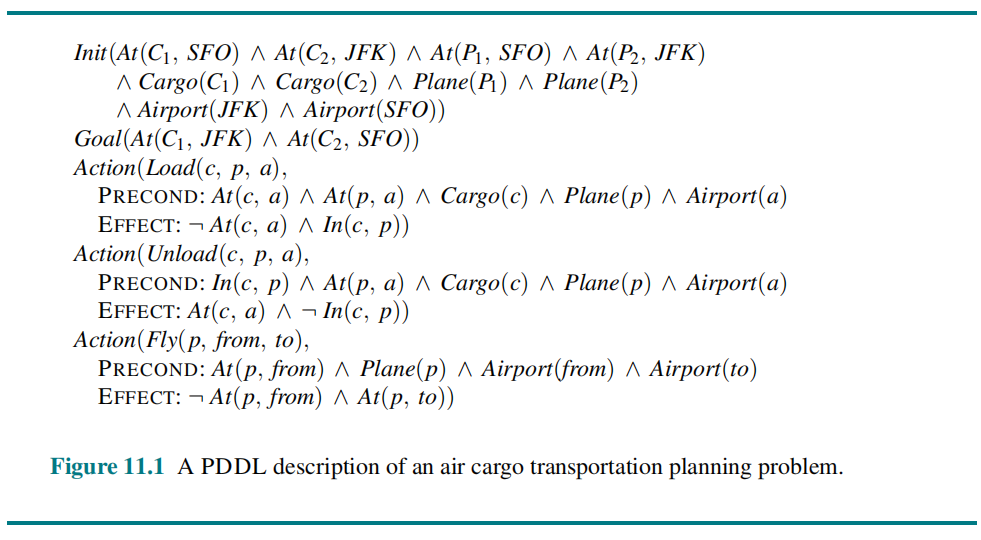 Init(At(C₁, SFO) ∧ At(C₂, JFK) ∧ At(P₁, SFO) ∧ At(P₂, JFK)
∧ Cargo(C₁) ∧ Cargo(C₂) ∧ Plane(P₁) ∧ Plane(P₂)
∧ Airport(JFK) ∧ Airport(SFO))
Goal(At(C₁, JFK) ∧ At(C₂, SFO))
Action(Load(c, p, a),
PRECOND: At(c, a) ∧ At(p, a) ∧ Cargo(c) ∧ Plane(p) ∧ Airport(a)
EFFECT: ¬ At(c, a) ∧ In(c, p))
Action(Unload(c, p, a),
PRECOND: In(c, p) ∧ At(p, a) ∧ Cargo(c) ∧ Plane(p) ∧ Airport(a)
EFFECT: At(c, a) ∧ ¬ In(c, p))
Action(Fly(p, from, to),
PRECOND: At(p, from) ∧ Plane(p) ∧ Airport(from) ∧ Airport(to)
EFFECT: ¬ At(p, from) ∧ At(p, to))
Figure 11.1 A PDDL description of an air cargo transportation planning problem.